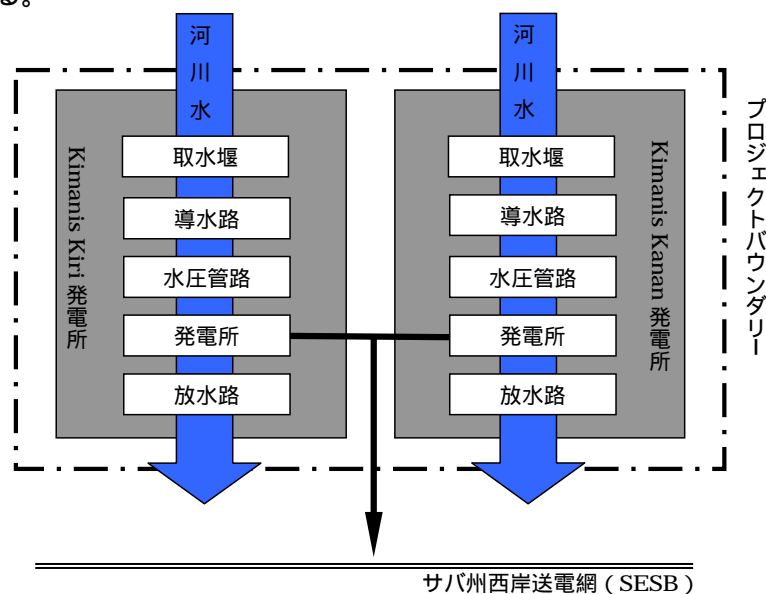 る。
河川水
河川水
Kimanis Kiri 発電所
取水堰
導水路
水圧管路
発電所
放水路
取水堰
導水路
水圧管路
発電所
放水路
Kimanis Kanan 発電所
プロジェクトバウンダリー
サバ州西岸送電網（SESB）